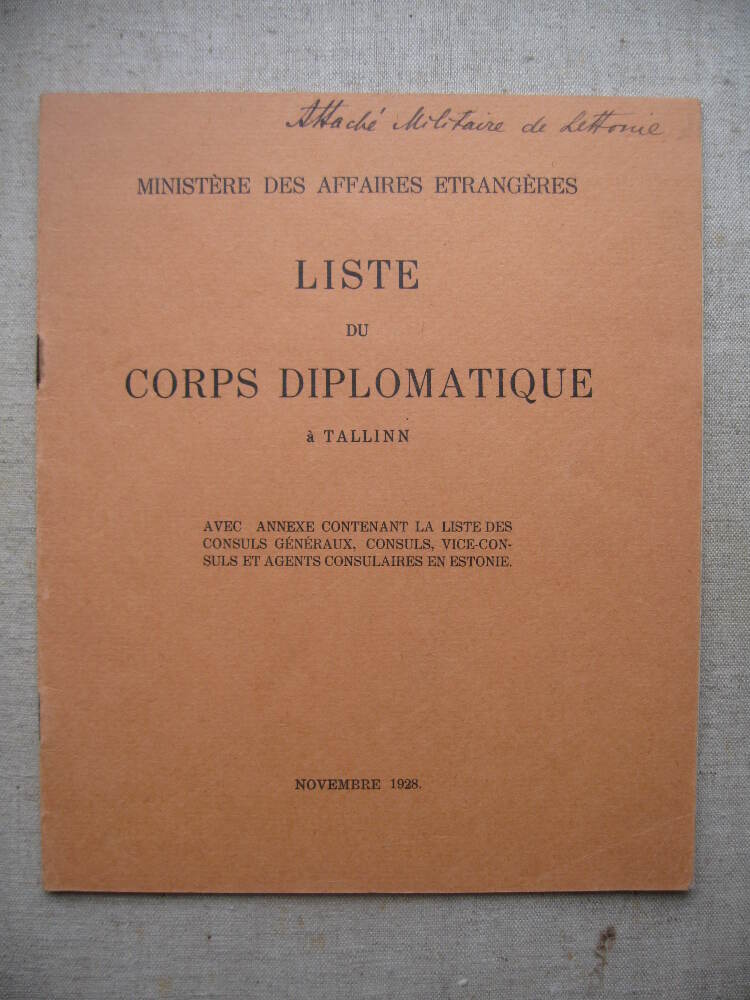 Attaché Militaire de Lettonie
MINISTÈRE DES AFFAIRES ETRANGÈRES
LISTE
DU
CORPS DIPLOMATIQUE
à TALLINN
AVEC ANNEXE CONTENANT LA LISTE DES
CONSULS GÉNÉRAUX, CONSULS, VICE-CON-
SULS ET AGENTS CONSULAIRES EN ESTONIE.
NOVEMBRE 1928.